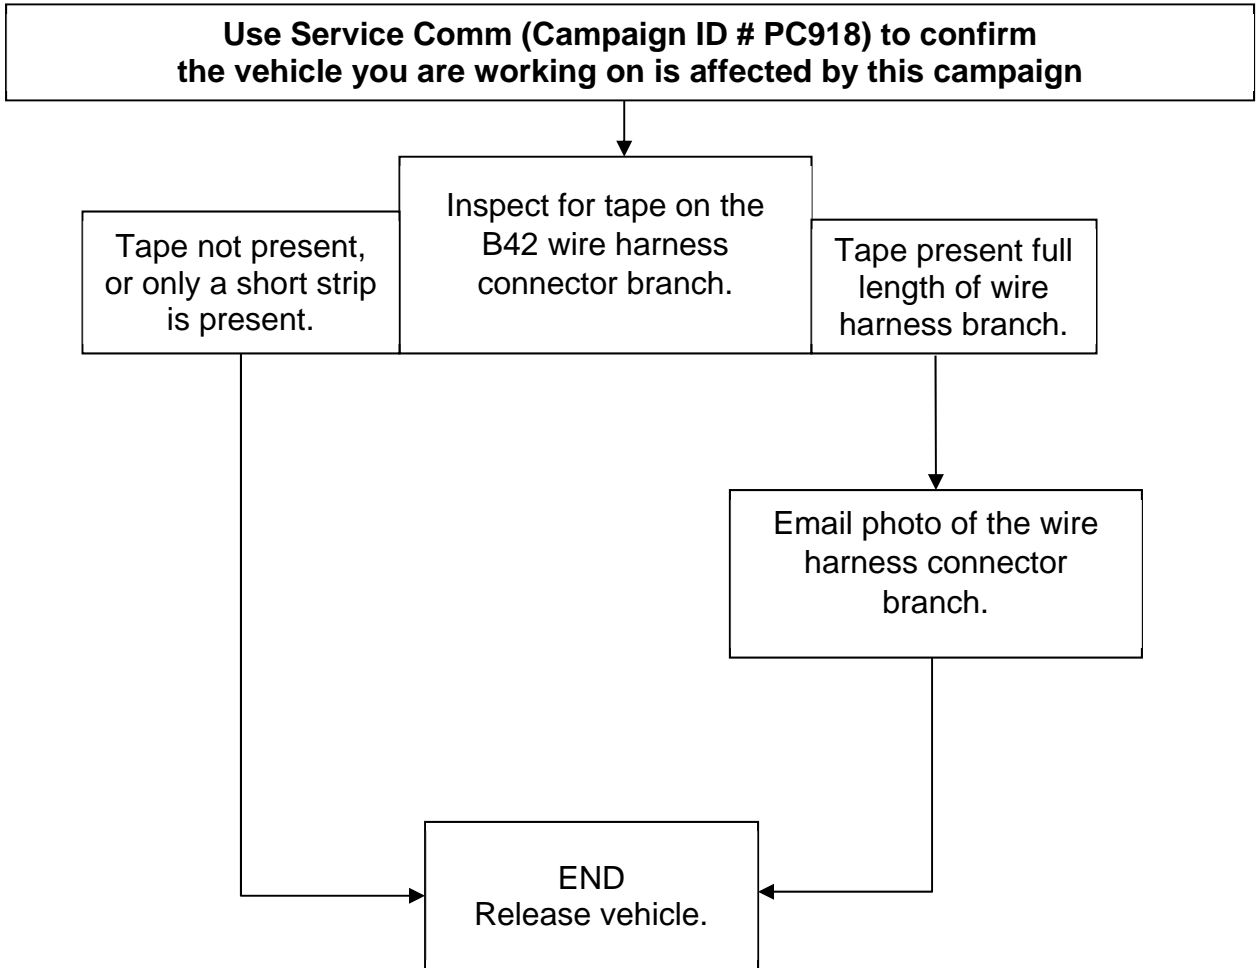 Use Service Comm (Campaign ID # PC918) to confirm
the vehicle you are working on is affected by this campaign
Inspect for tape on the
B42 wire harness
connector branch.
Tape not present,
or only a short strip
is present.
Tape present full
length of wire
harness branch.
Email photo of the wire
harness connector
branch.
END
Release vehicle.